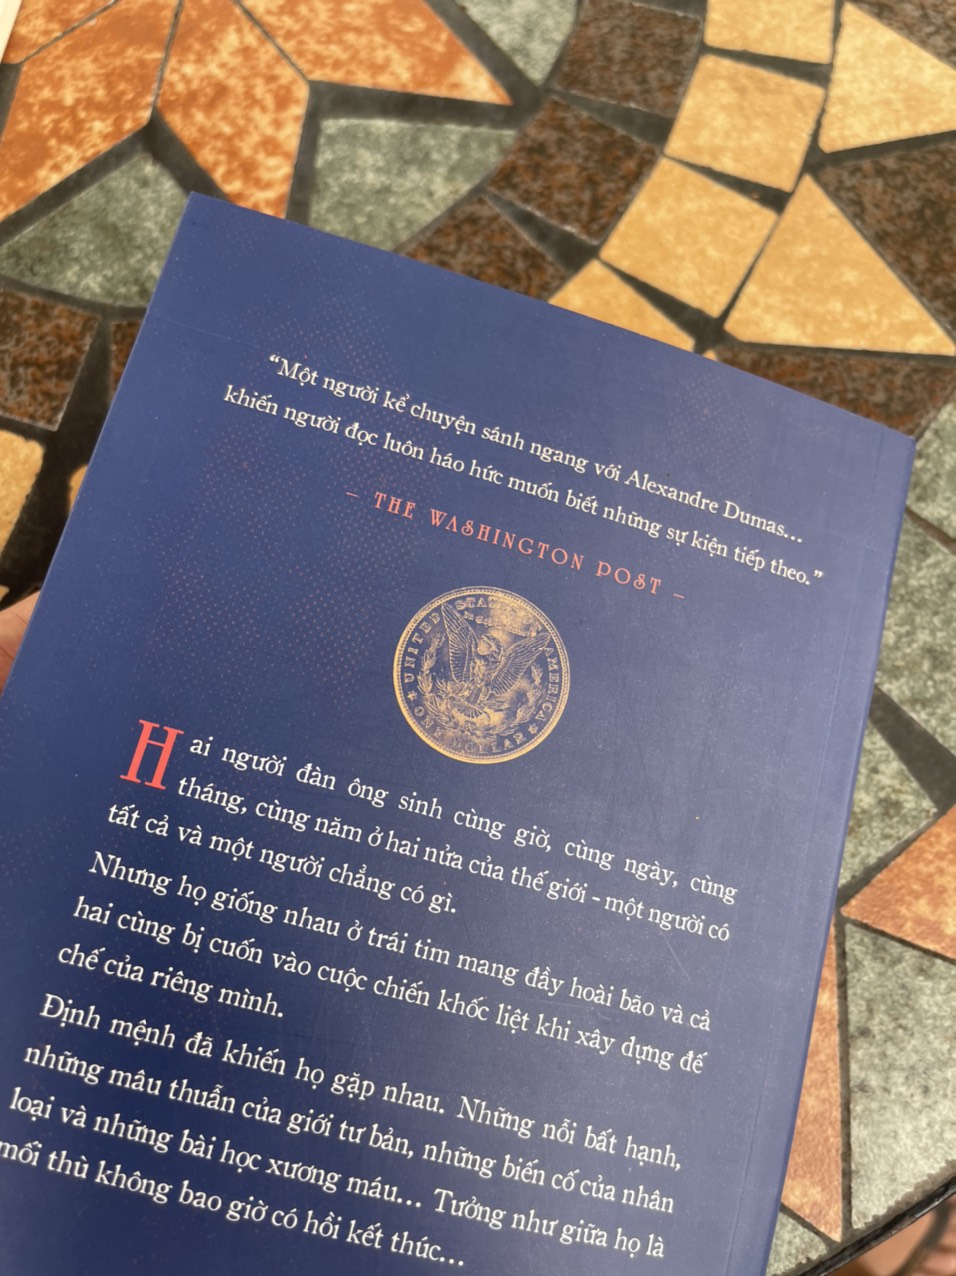 “Một người kể chuyện sánh ngang với Alexandre Dumas...
khiến người đọc luôn háo hức muốn biết những sự kiện tiếp theo.”
– THE WASHINGTON POST –
UNITED STATES OF AMERICA
ONE DOLLAR
Hai người đàn ông sinh cùng giờ, cùng ngày, cùng
tháng, cùng năm ở hai nửa của thế giới - một người có
tất cả và một người chẳng có gì.
Nhưng họ giống nhau ở trái tim mang đầy hoài bão và cả
hai cùng bị cuốn vào cuộc chiến khốc liệt khi xây dựng đế
chế của riêng mình.
Định mệnh đã khiến họ gặp nhau. Những nỗi bất hạnh,
những mâu thuẫn của giới tư bản, những biến cố của nhân
loại và những bài học xương máu... Tưởng như giữa họ là
mối thù không bao giờ có hồi kết thúc...